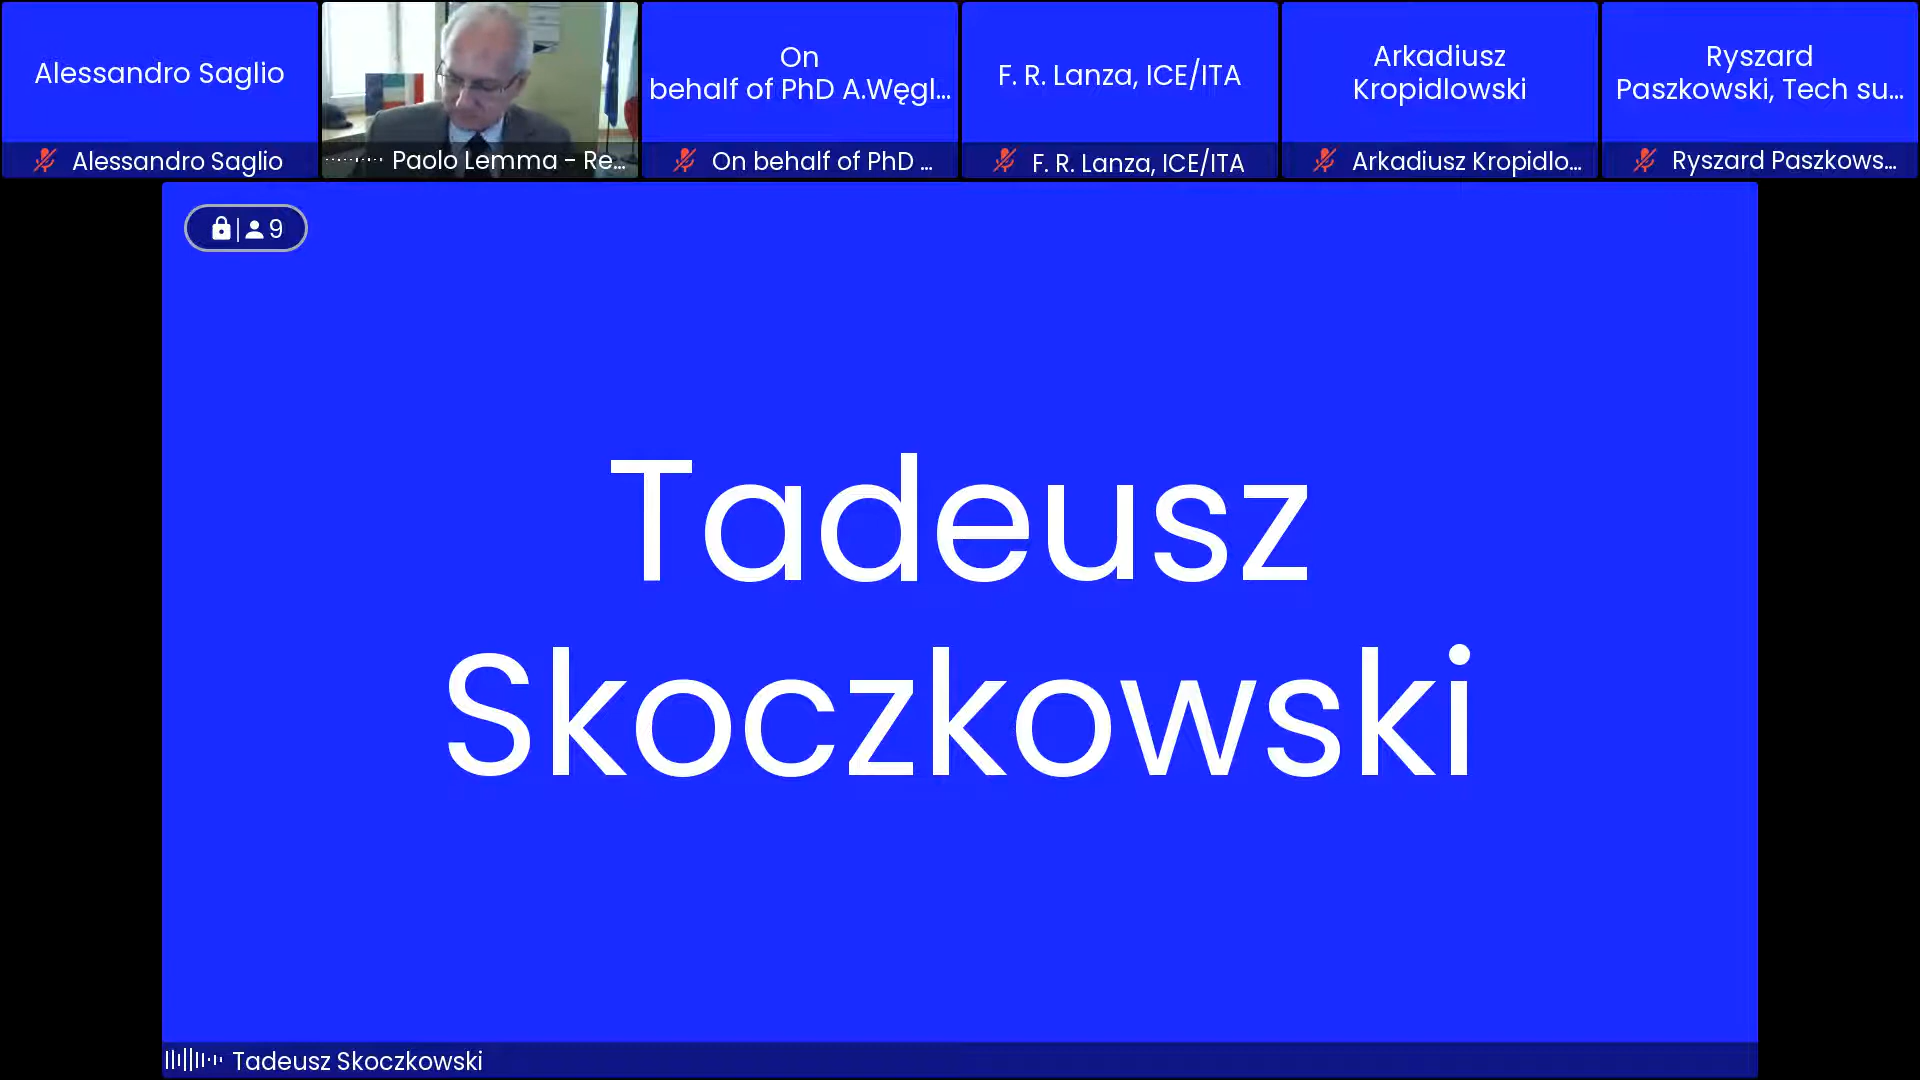 Alessandro Saglio
On
behalf of PhD A.Węgl...
F. R. Lanza, ICE/ITA
Arkadiusz
Kropidlowski
Ryszard
Paszkowski, Tech su...
Alessandro Saglio
Paolo Lemma - Re...
On behalf of PhD ...
F. R. Lanza, ICE/ITA
Arkadiusz Kropidlo...
Ryszard Paszkows...
9
Tadeusz
Skoczkowski
Tadeusz Skoczkowski